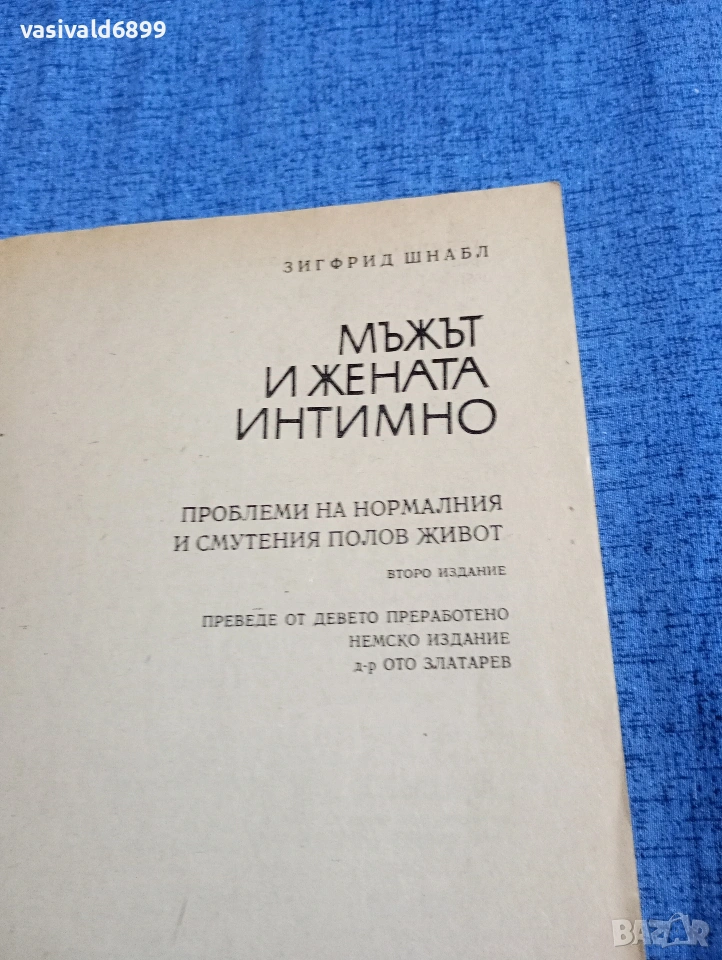 vasivald6899
ЗИГФРИД ШНАБЛ
МЪЖЪТ
И ЖЕНАТА
ИНТИМНО
ПРОБЛЕМИ НА НОРМАЛНИЯ
И СМУТЕНИЯ ПОЛОВ ЖИВОТ
ВТОРО ИЗДАНИЕ
ПРЕВЕДЕ ОТ ДЕВЕТО ПРЕРАБОТЕНО
НЕМСКО ИЗДАНИЕ
д-р ОТО ЗЛАТАРЕВ
BAZAR